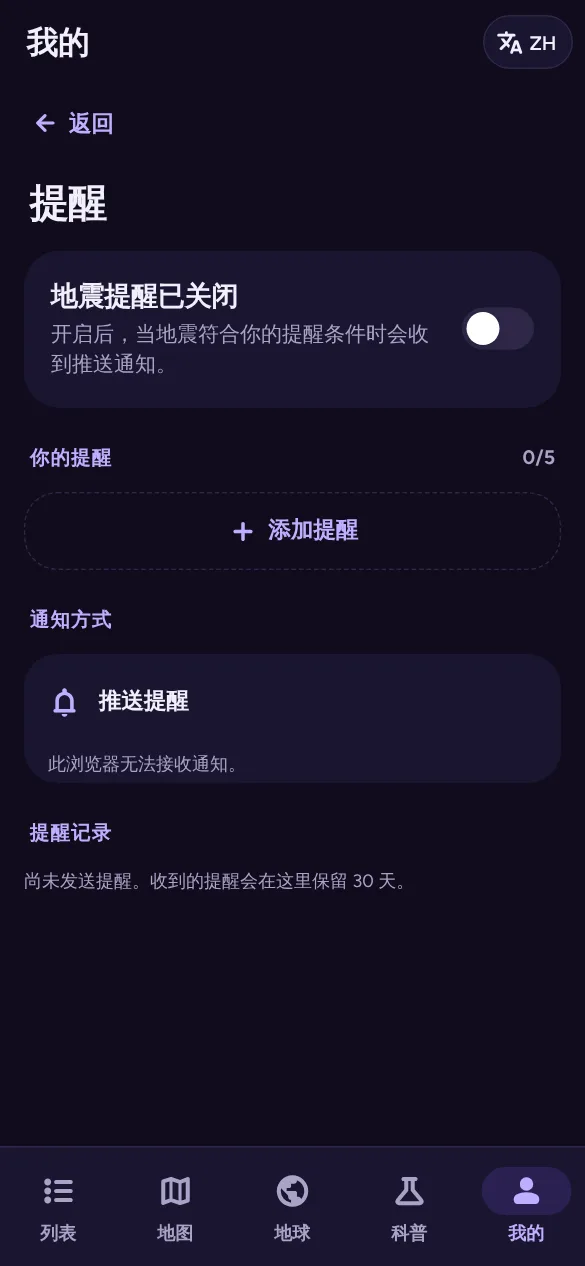 我的
ZH
返回
提醒
地震提醒已关闭
开启后，当地震符合你的提醒条件时会收
到推送通知。
你的提醒
0/5
添加提醒
通知方式
推送提醒
此浏览器无法接收通知。
提醒记录
尚未发送提醒。收到的提醒会在这里保留 30 天。
列表
地图
地球
科普
我的